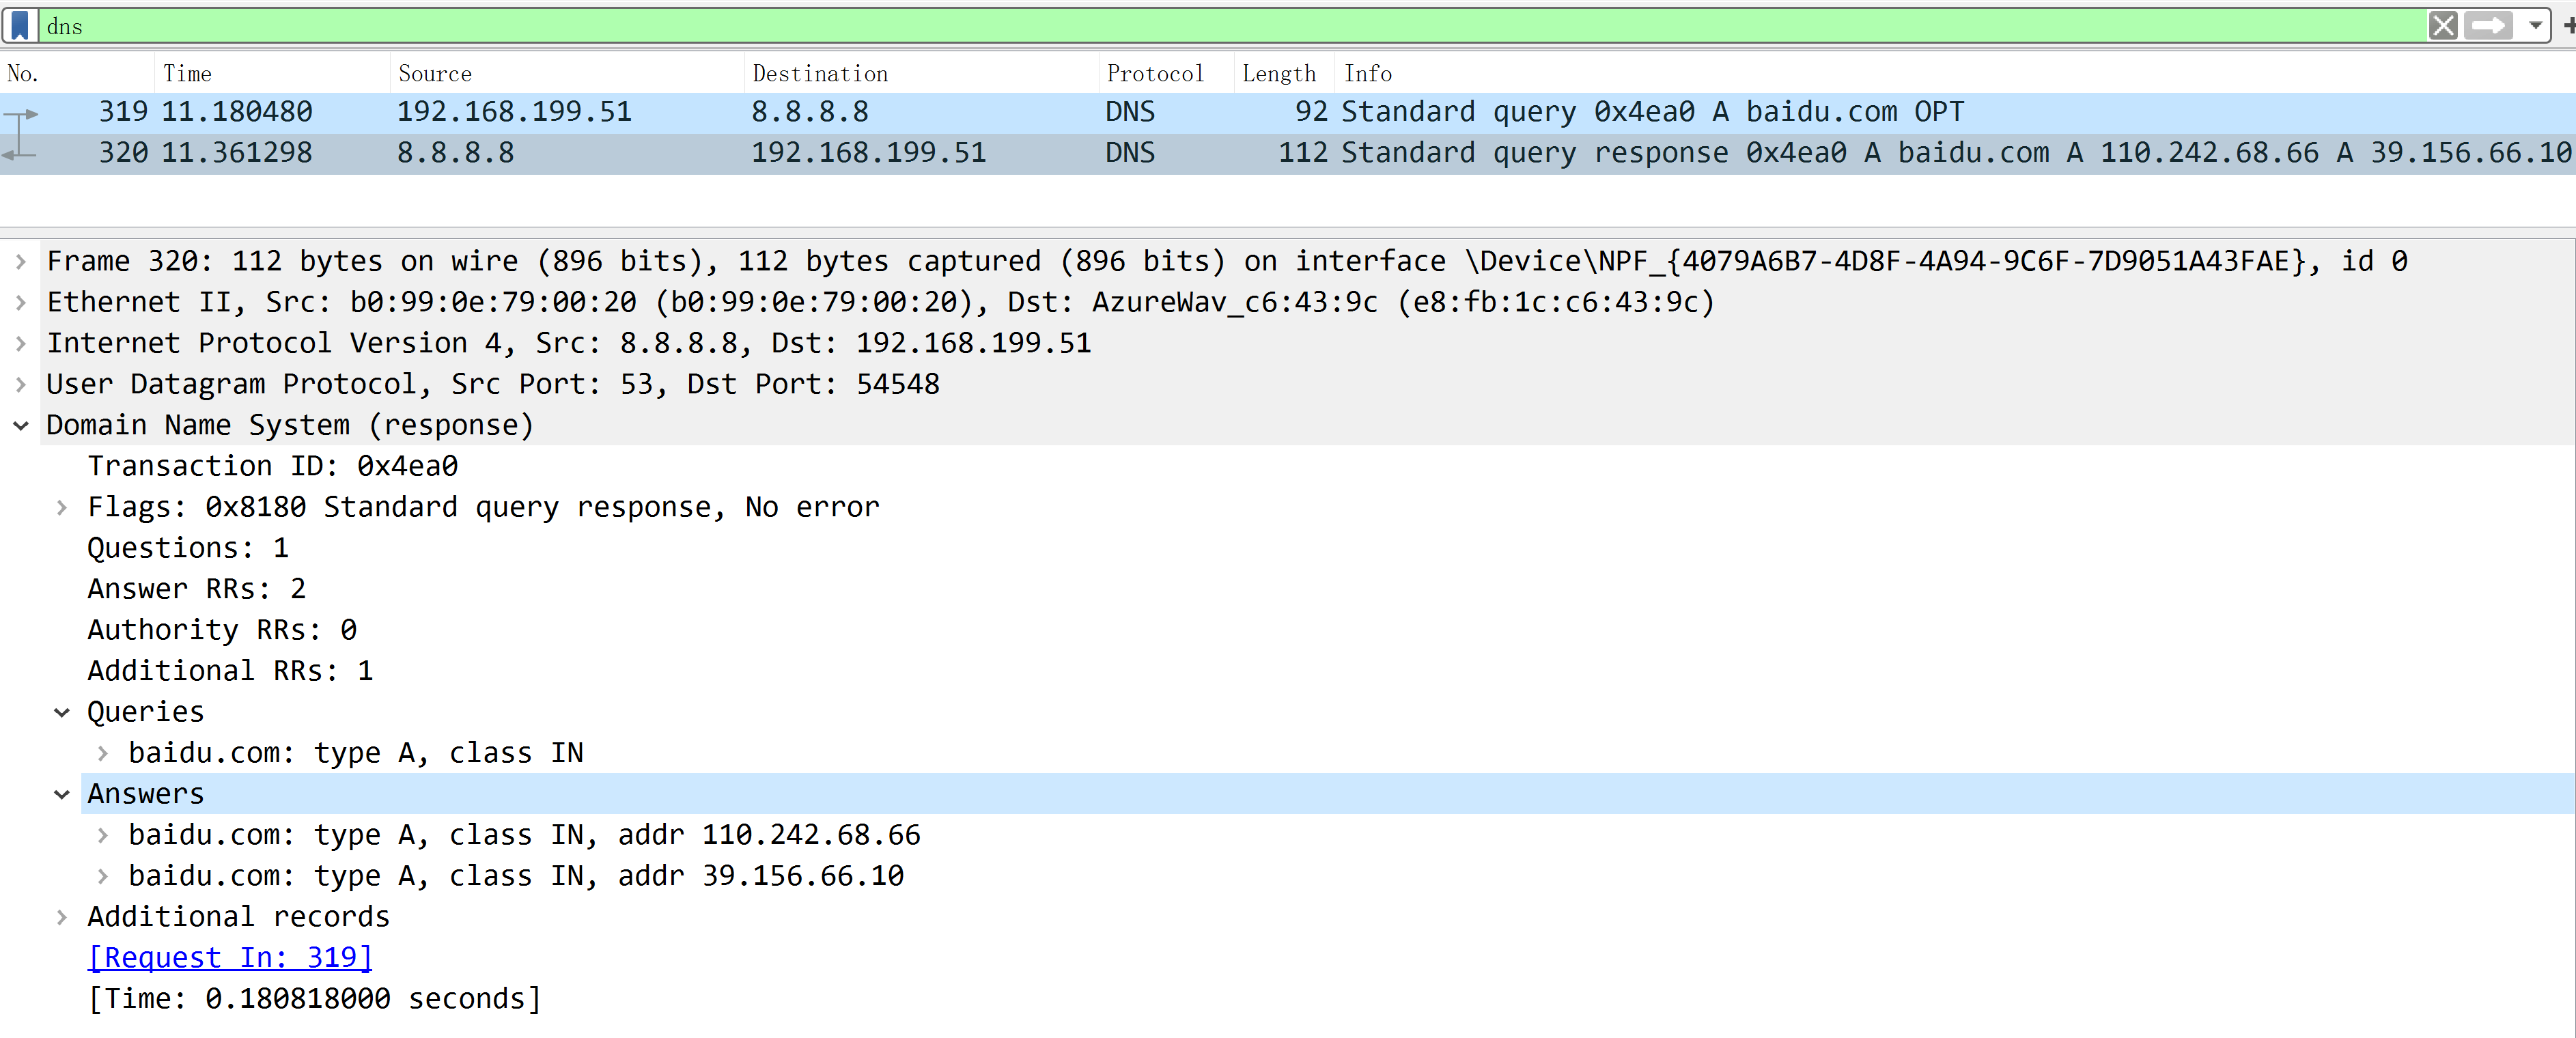 dns
No. Time Source Destination Protocol Length Info
319 11.180480 192.168.199.51 8.8.8.8 DNS 92 Standard query 0x4ea0 A baidu.com OPT
320 11.361298 8.8.8.8 192.168.199.51 DNS 112 Standard query response 0x4ea0 A baidu.com A 110.242.68.66 A 39.156.66.10
Frame 320: 112 bytes on wire (896 bits), 112 bytes captured (896 bits) on interface \Device\NPF_{4079A6B7-4D8F-4A94-9C6F-7D9051A43FAE}, id 0
Ethernet II, Src: b0:99:0e:79:00:20 (b0:99:0e:79:00:20), Dst: AzureWav_c6:43:9c (e8:fb:1c:c6:43:9c)
Internet Protocol Version 4, Src: 8.8.8.8, Dst: 192.168.199.51
User Datagram Protocol, Src Port: 53, Dst Port: 54548
Domain Name System (response)
Transaction ID: 0x4ea0
Flags: 0x8180 Standard query response, No error
Questions: 1
Answer RRs: 2
Authority RRs: 0
Additional RRs: 1
Queries
baidu.com: type A, class IN
Answers
baidu.com: type A, class IN, addr 110.242.68.66
baidu.com: type A, class IN, addr 39.156.66.10
Additional records
[Request In: 319]
[Time: 0.180818000 seconds]